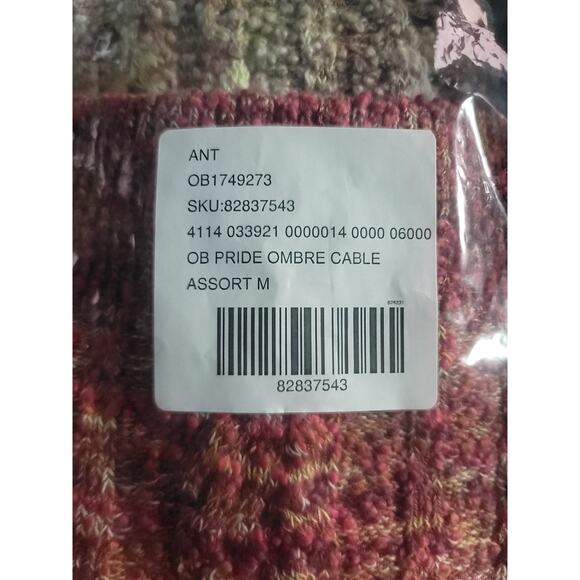 ANT
OB1749273
SKU:82837543
4114 033921 0000014 0000 06000
OB PRIDE OMBRE CABLE
ASSORT M
82837543